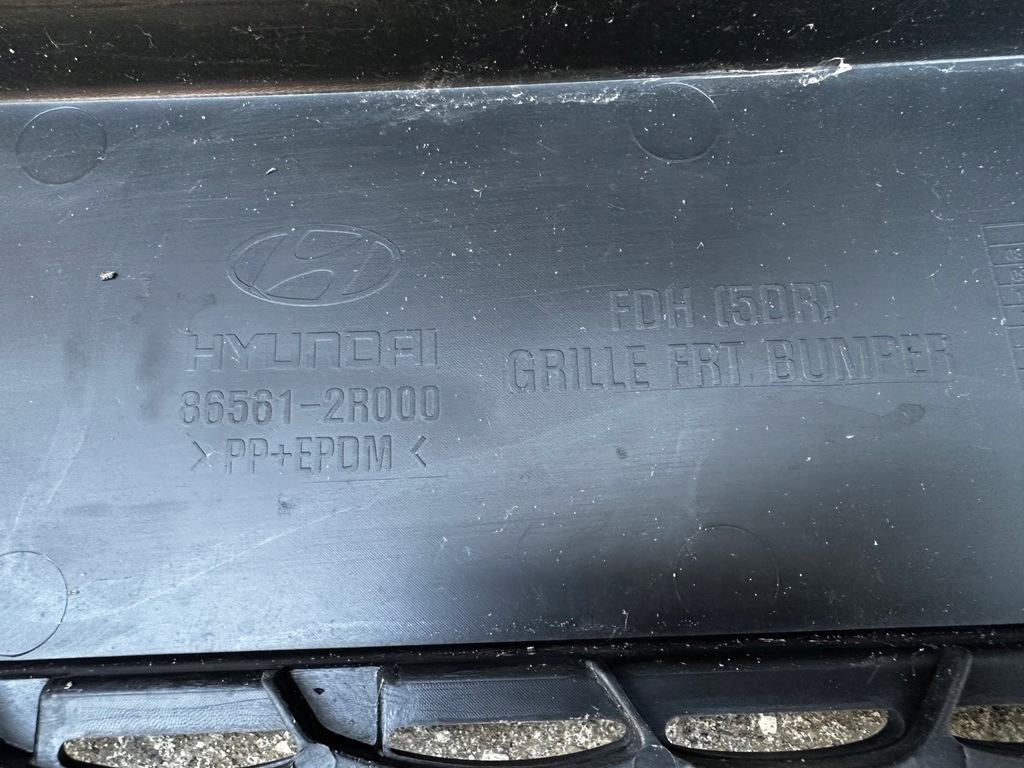 HYUNDAI
86561-2R000
>PP+EPDM<
FDH (5DR)
GRILLE FRT. BUMPER